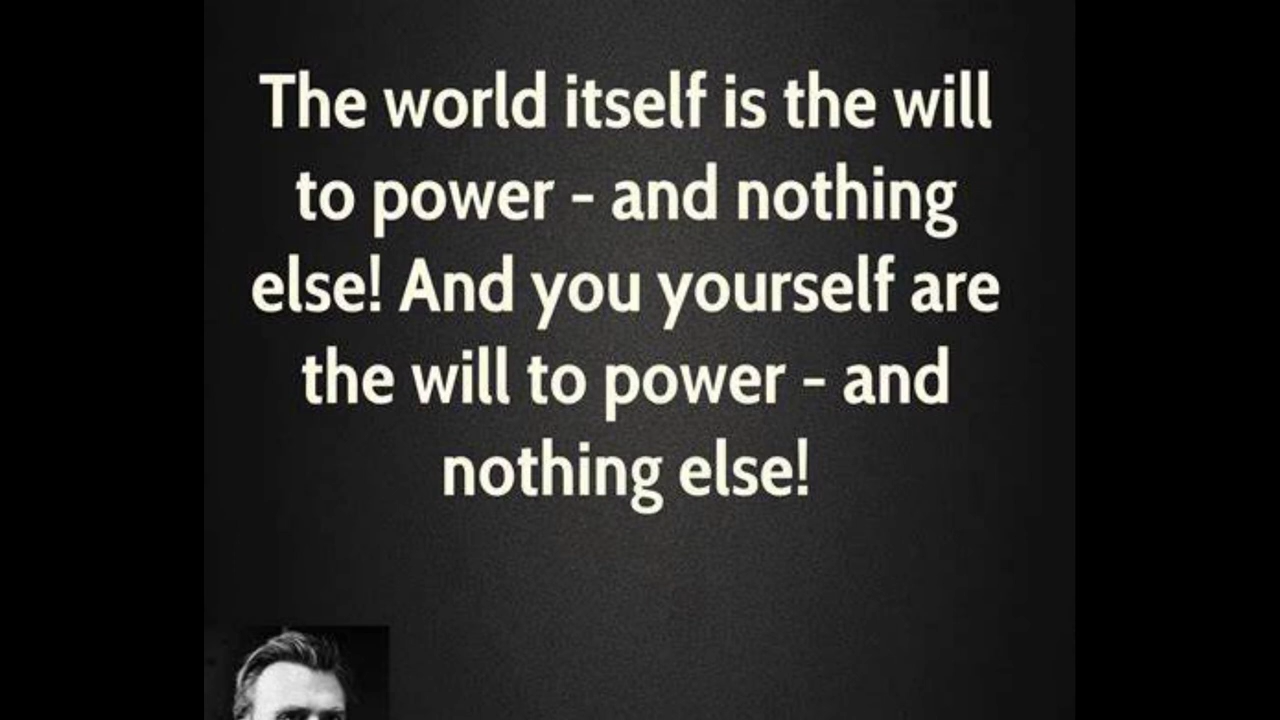 The world itself is the will
to power - and nothing
else! And you yourself are
the will to power - and
nothing else!